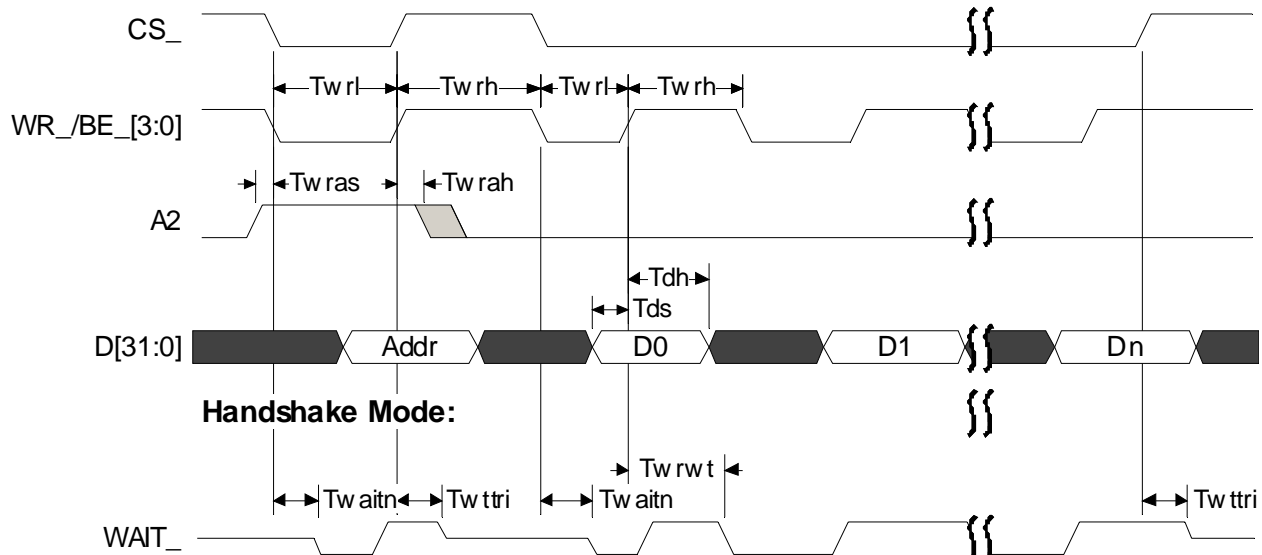 CS_
Twrl Twrh Twrl Twrh
WR_/BE_[3:0]
Twras Twrah
A2
Tdh
Tds
D[31:0] Addr D0 D1 Dn
Handshake Mode:
Twrwt
Twaitn Twttri Twaitn Twttri
WAIT_